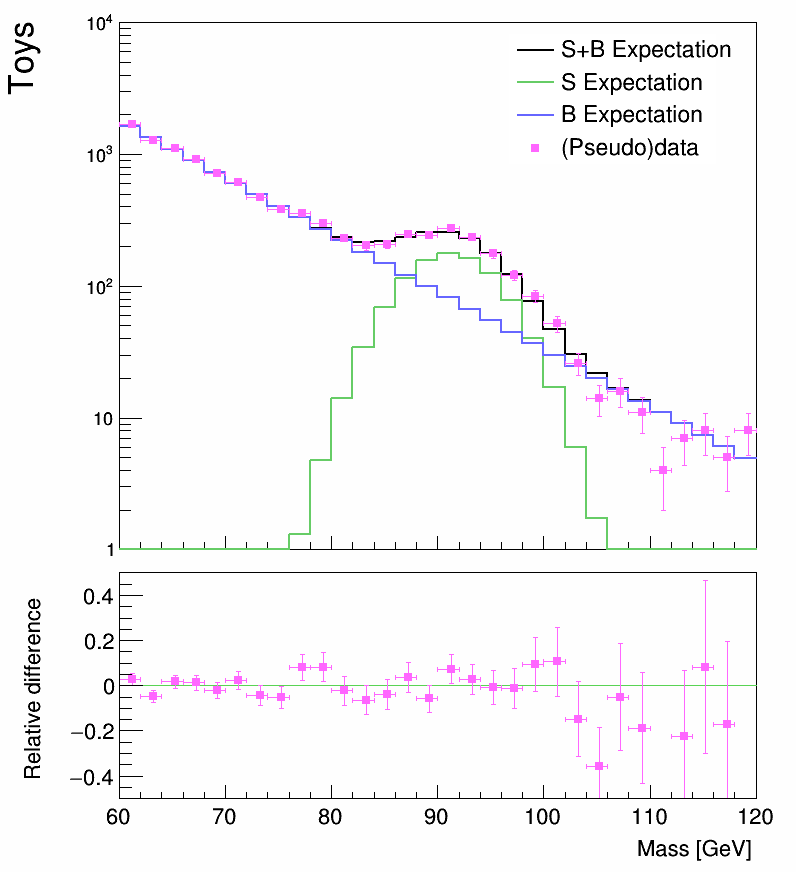 Toys
10⁴
10³
10²
10
1
S+B Expectation
S Expectation
B Expectation
(Pseudo)data
Relative difference
0.4
0.2
0
−0.2
−0.4
60 70 80 90 100 110 120
Mass [GeV]